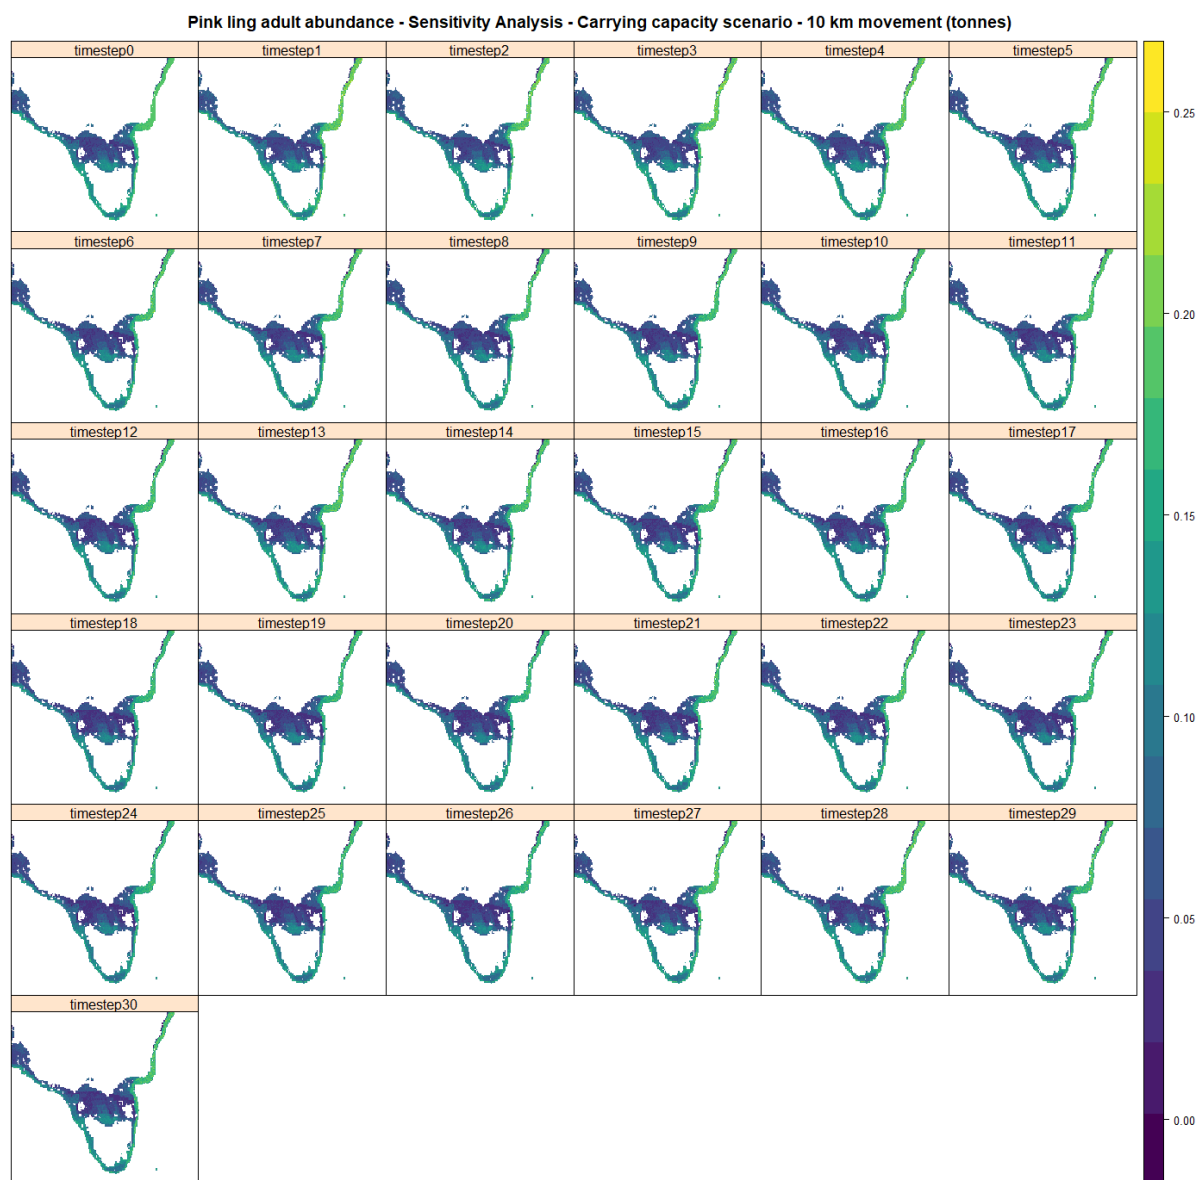 Pink ling adult abundance - Sensitivity Analysis - Carrying capacity scenario - 10 km movement (tonnes)
timestep0 timestep1 timestep2 timestep3 timestep4 timestep5
timestep6 timestep7 timestep8 timestep9 timestep10 timestep11
timestep12 timestep13 timestep14 timestep15 timestep16 timestep17
timestep18 timestep19 timestep20 timestep21 timestep22 timestep23
timestep24 timestep25 timestep26 timestep27 timestep28 timestep29
timestep30
0.25
0.20
0.15
0.10
0.05
0.00